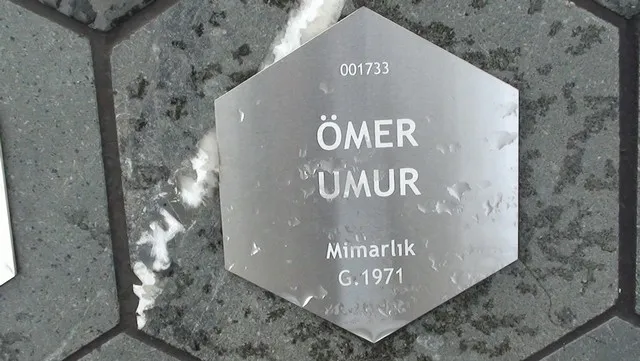 001733
ÖMER
UMUR
Mimarlık
G.1971